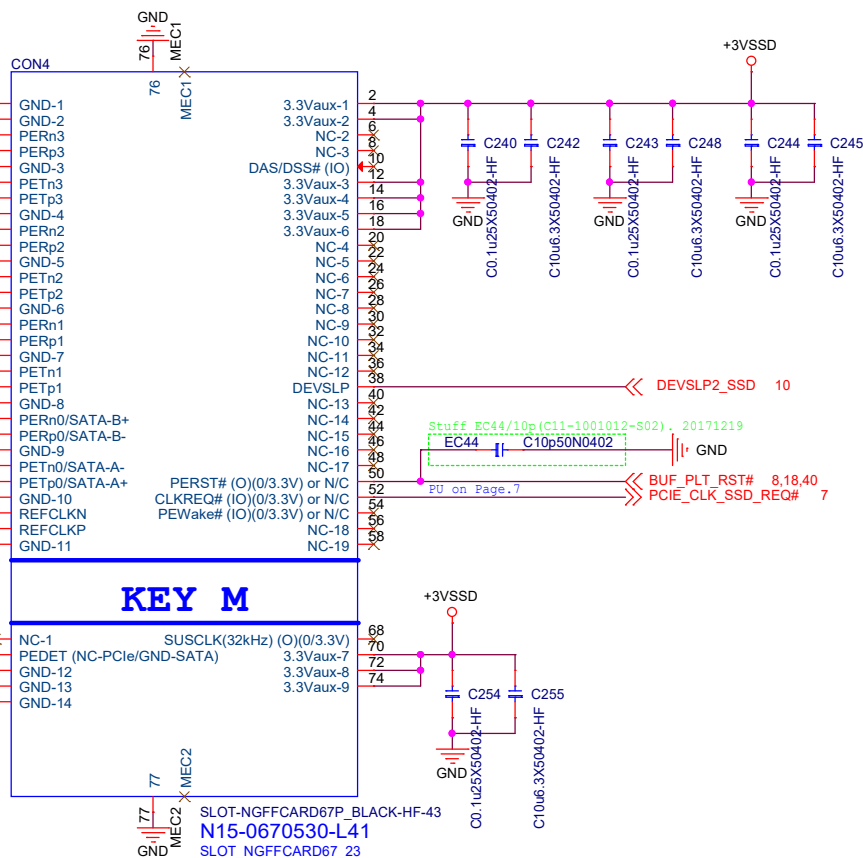 GND
76
MEC1
CON4
76
MEC1
+3VSSD
GND-1
GND-2
PERn3
PERp3
GND-3
PETn3
PETp3
GND-4
PERn2
PERp2
GND-5
PETn2
PETp2
GND-6
PERn1
PERp1
GND-7
PETn1
PETp1
GND-8
PERn0/SATA-B+
PERp0/SATA-B-
GND-9
PETn0/SATA-A-
PETp0/SATA-A+
GND-10
REFCLKN
REFCLKP
GND-11
3.3Vaux-1 2
3.3Vaux-2 4
NC-2 6
NC-3 8
DAS/DSS# (IO) 10
3.3Vaux-3 12
3.3Vaux-4 14
3.3Vaux-5 16
3.3Vaux-6 18
NC-4 20
NC-5 22
NC-6 24
NC-7 26
NC-8 28
NC-9 30
NC-10 32
NC-11 34
NC-12 36
DEVSLP 38
NC-13 40
NC-14 42
NC-15 44
NC-16 46
NC-17 48
PERST# (O)(0/3.3V) or N/C 50
CLKREQ# (IO)(0/3.3V) or N/C 52
PEWake# (IO)(0/3.3V) or N/C 54
NC-18 56
NC-19 58
C240
C242
C243
C248
C244
C245
GND
GND
GND
C0.1u25X50402-HF
C10u6.3X50402-HF
C0.1u25X50402-HF
C10u6.3X50402-HF
C0.1u25X50402-HF
C10u6.3X50402-HF
DEVSLP2_SSD 10
Stuff EC44/10p(C11-1001012-S02). 20171219
EC44 C10p50N0402
GND
PU on Page.7
BUF_PLT_RST# 8,18,40
PCIE_CLK_SSD_REQ# 7
KEY M
+3VSSD
NC-1
PEDET (NC-PCIe/GND-SATA)
GND-12
GND-13
GND-14
SUSCLK(32kHz) (O)(0/3.3V) 68
3.3Vaux-7 70
3.3Vaux-8 72
3.3Vaux-9 74
C254
C255
GND
C0.1u25X50402-HF
C10u6.3X50402-HF
77
MEC2
77
MEC2
GND
SLOT-NGFFCARD67P_BLACK-HF-43
N15-0670530-L41
SLOT_NGFFCARD67_23